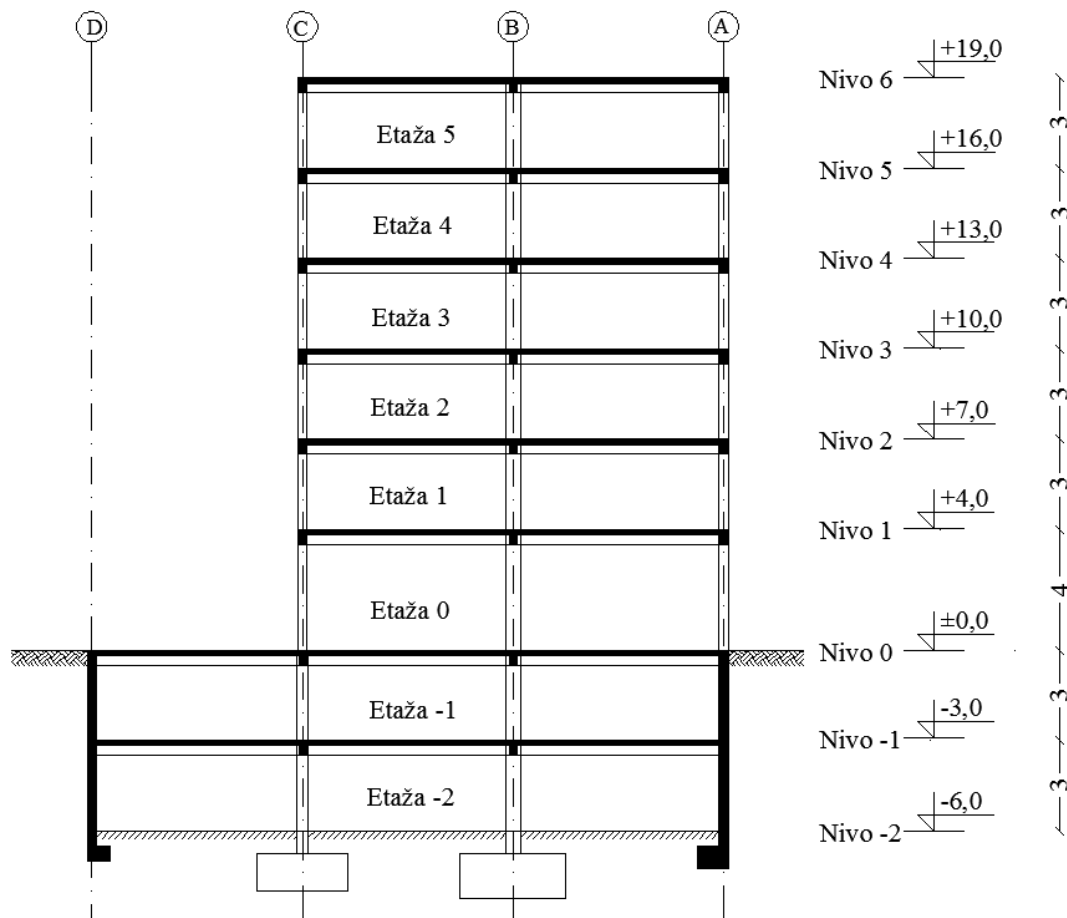 D C B A
Nivo 6 +19,0
3
Etaža 5
Nivo 5 +16,0
3
Etaža 4
Nivo 4 +13,0
3
Etaža 3
Nivo 3 +10,0
3
Etaža 2
Nivo 2 +7,0
3
Etaža 1
Nivo 1 +4,0
4
Etaža 0
Nivo 0 ±0,0
3
Etaža -1
Nivo -1 -3,0
3
Etaža -2
Nivo -2 -6,0